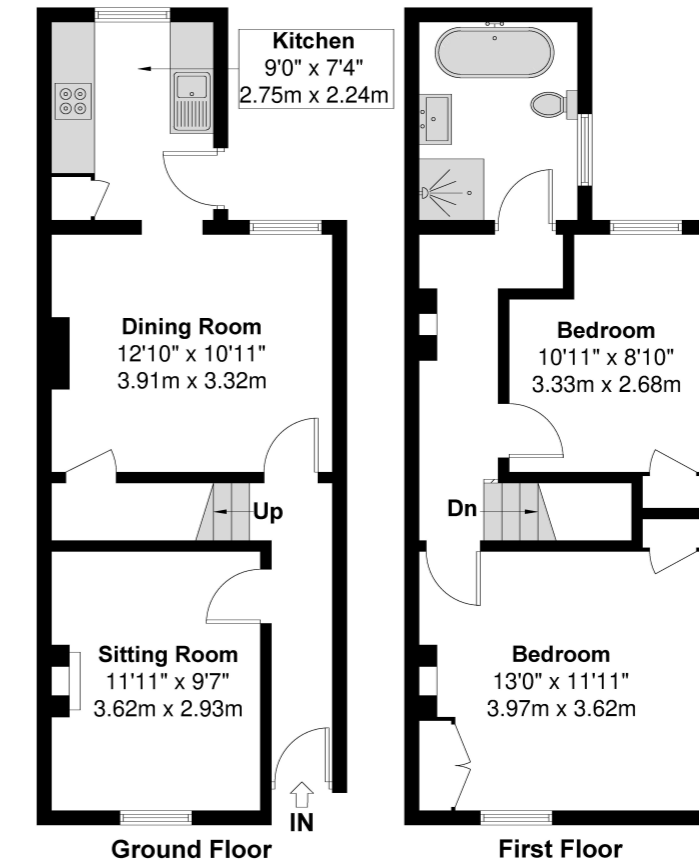 Kitchen
9'0" x 7'4"
2.75m x 2.24m
Dining Room
12'10" x 10'11"
3.91m x 3.32m
Up
Sitting Room
11'11" x 9'7"
3.62m x 2.93m
IN
Ground Floor
Bedroom
10'11" x 8'10"
3.33m x 2.68m
Dn
Bedroom
13'0" x 11'11"
3.97m x 3.62m
First Floor